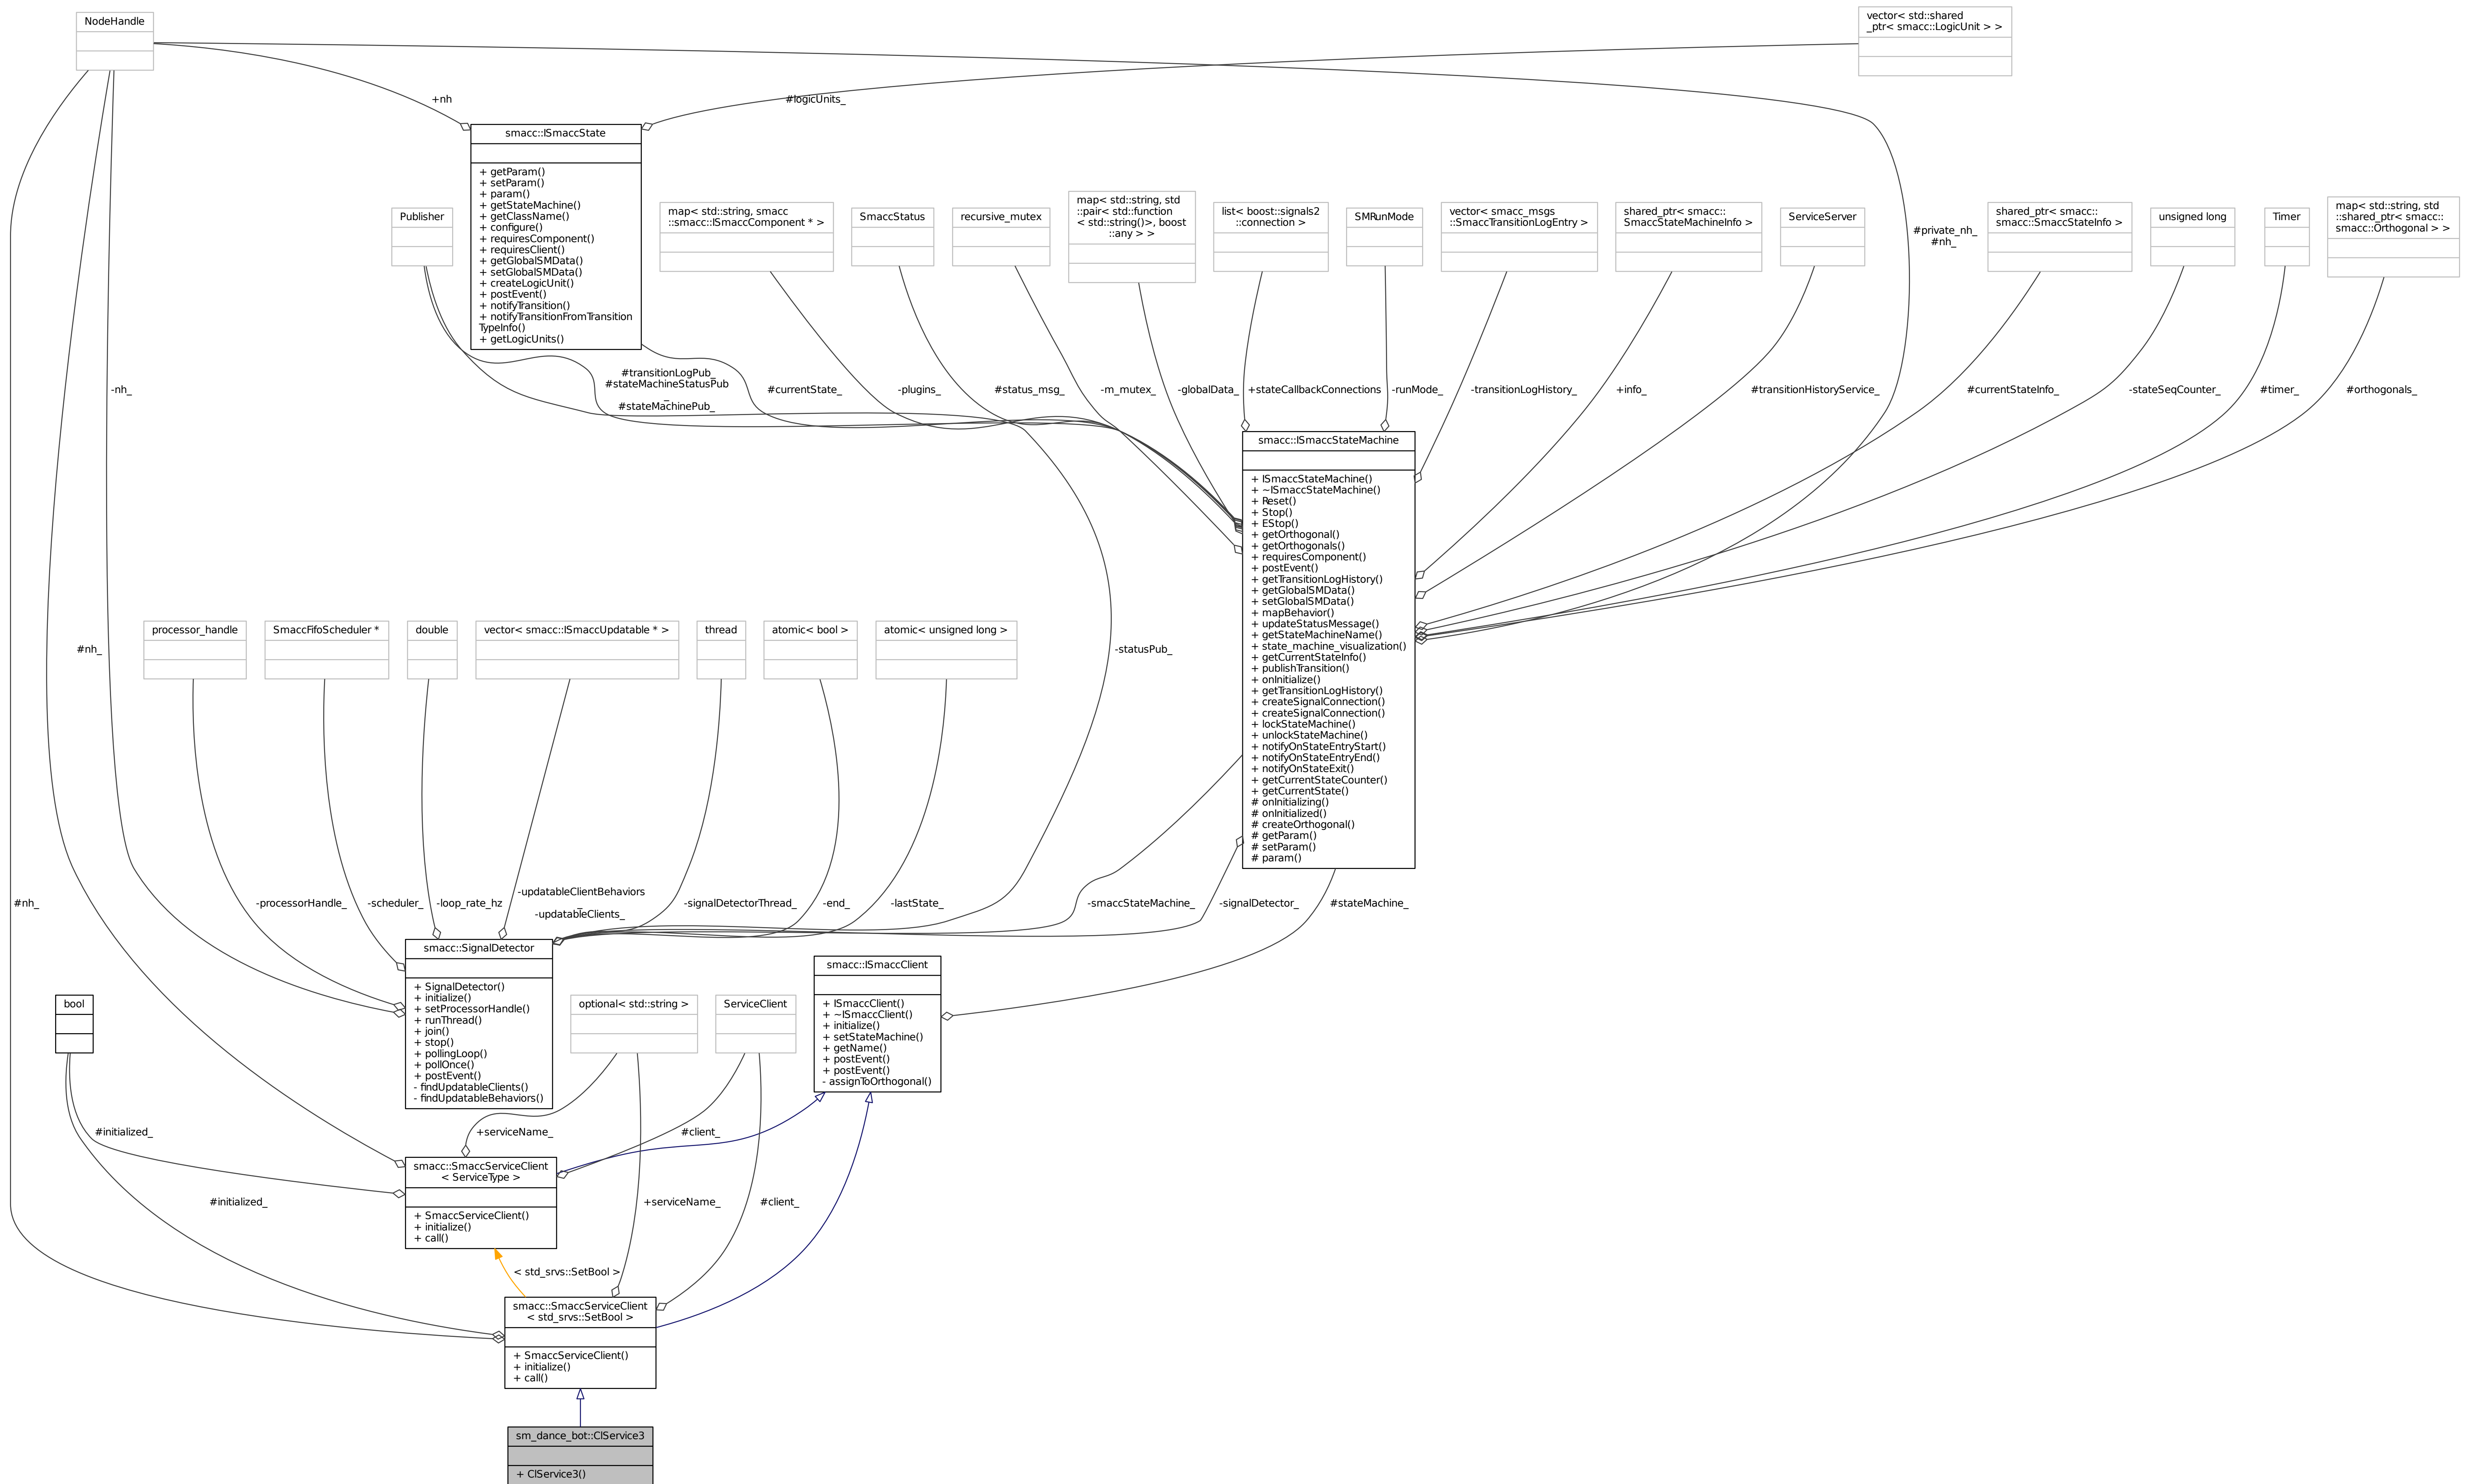 NodeHandle
vector< std::shared
_ptr< smacc::LogicUnit > >
+nh
#logicUnits_
smacc::ISmaccState
+ getParam()
+ setParam()
+ param()
+ getStateMachine()
+ getClassName()
+ configure()
+ requiresComponent()
+ requiresClient()
+ getGlobalSMData()
+ setGlobalSMData()
+ createLogicUnit()
+ postEvent()
+ notifyTransition()
+ notifyTransitionFromTransition
TypeInfo()
+ getLogicUnits()
Publisher
map< std::string, smacc
::smacc::ISmaccComponent * >
SmaccStatus
recursive_mutex
map< std::string, std
::pair< std::function
< std::string()>, boost
::any > >
list< boost::signals2
::connection >
SMRunMode
vector< smacc_msgs
::SmaccTransitionLogEntry >
shared_ptr< smacc::
SmaccStateMachineInfo >
ServiceServer
#private_nh_
#nh_
shared_ptr< smacc::
smacc::SmaccStateInfo >
unsigned long
Timer
map< std::string, std
::shared_ptr< smacc::
smacc::Orthogonal > >
-nh_
#transitionLogPub_
#stateMachineStatusPub
_
#stateMachinePub_
#currentState_
-plugins_
#status_msg_
-m_mutex_
-globalData_
+stateCallbackConnections
-runMode_
-transitionLogHistory_
+info_
#transitionHistoryService_
#currentStateInfo_
-stateSeqCounter_
#timer_
#orthogonals_
smacc::ISmaccStateMachine
+ ISmaccStateMachine()
+ ~ISmaccStateMachine()
+ Reset()
+ Stop()
+ EStop()
+ getOrthogonal()
+ getOrthogonals()
+ requiresComponent()
+ postEvent()
+ getTransitionLogHistory()
+ getGlobalSMData()
+ setGlobalSMData()
+ mapBehavior()
+ updateStatusMessage()
+ getStateMachineName()
+ state_machine_visualization()
+ getCurrentStateInfo()
+ publishTransition()
+ onInitialize()
+ getTransitionLogHistory()
+ createSignalConnection()
+ createSignalConnection()
+ lockStateMachine()
+ unlockStateMachine()
+ notifyOnStateEntryStart()
+ notifyOnStateEntryEnd()
+ notifyOnStateExit()
+ getCurrentStateCounter()
+ getCurrentState()
# onInitializing()
# onInitialized()
# createOrthogonal()
# getParam()
# setParam()
# param()
#nh_
processor_handle
SmaccFifoScheduler *
double
vector< smacc::ISmaccUpdatable * >
thread
atomic< bool >
atomic< unsigned long >
-statusPub_
#nh_
-processorHandle_
-scheduler_
-loop_rate_hz
-updatableClientBehaviors
_
-updatableClients_
-signalDetectorThread_
-end_
-lastState_
-smaccStateMachine_
-signalDetector_
#stateMachine_
smacc::SignalDetector
+ SignalDetector()
+ initialize()
+ setProcessorHandle()
+ runThread()
+ join()
+ stop()
+ pollingLoop()
+ pollOnce()
+ postEvent()
- findUpdatableClients()
- findUpdatableBehaviors()
smacc::ISmaccClient
+ ISmaccClient()
+ ~ISmaccClient()
+ initialize()
+ setStateMachine()
+ getName()
+ postEvent()
+ postEvent()
- assignToOrthogonal()
bool
optional< std::string >
ServiceClient
#initialized_
+serviceName_
#client_
smacc::SmaccServiceClient
< ServiceType >
+ SmaccServiceClient()
+ initialize()
+ call()
#initialized_
+serviceName_
#client_
< std_srvs::SetBool >
smacc::SmaccServiceClient
< std_srvs::SetBool >
+ SmaccServiceClient()
+ initialize()
+ call()
sm_dance_bot::ClService3
+ ClService3()